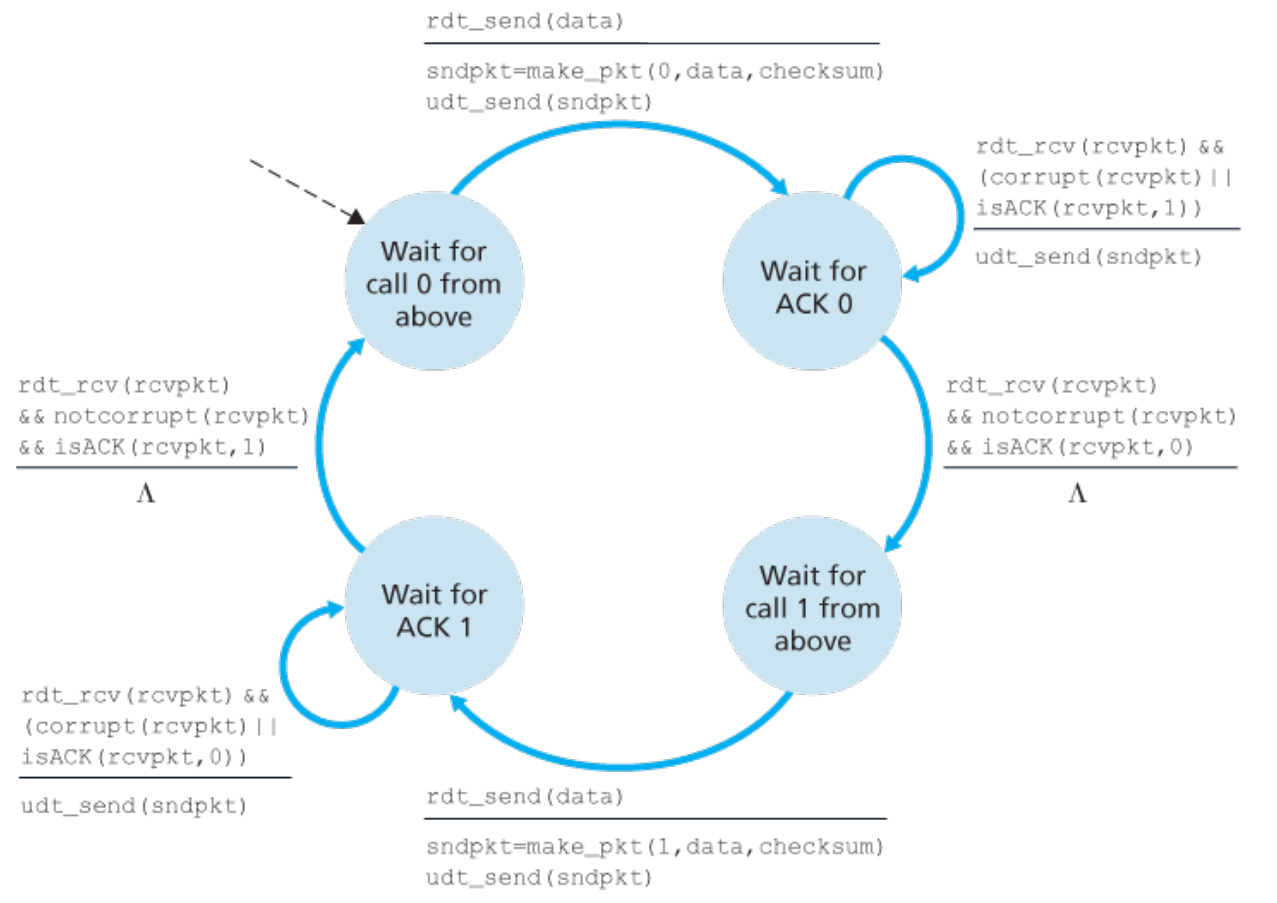 rdt_send(data)
sndpkt=make_pkt(0,data,checksum)
udt_send(sndpkt)
rdt_rcv(rcvpkt) &&
(corrupt(rcvpkt)||
isACK(rcvpkt,1))
udt_send(sndpkt)
Wait for
call 0 from
above
Wait for
ACK 0
rdt_rcv(rcvpkt)
&& notcorrupt(rcvpkt)
&& isACK(rcvpkt,1)
Λ
rdt_rcv(rcvpkt)
&& notcorrupt(rcvpkt)
&& isACK(rcvpkt,0)
Λ
Wait for
ACK 1
Wait for
call 1 from
above
rdt_rcv(rcvpkt) &&
(corrupt(rcvpkt)||
isACK(rcvpkt,0))
udt_send(sndpkt)
rdt_send(data)
sndpkt=make_pkt(1,data,checksum)
udt_send(sndpkt)